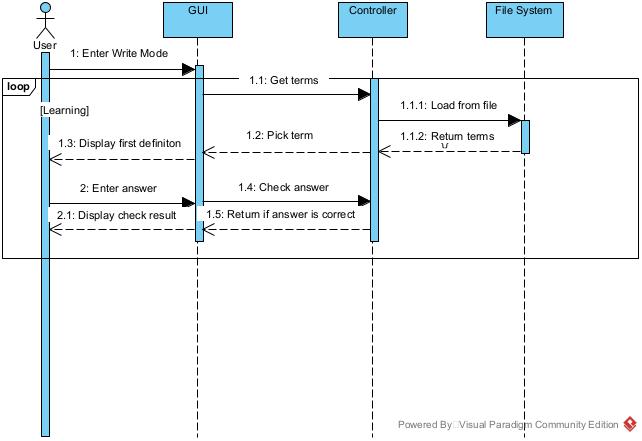 GUI
Controller
File System
User
1: Enter Write Mode
loop
1.1: Get terms
[Learning]
1.1.1: Load from file
1.2: Pick term
1.1.2: Return terms
1.3: Display first definiton
2: Enter answer
1.4: Check answer
2.1: Display check result
1.5: Return if answer is correct
Powered By Visual Paradigm Community Edition